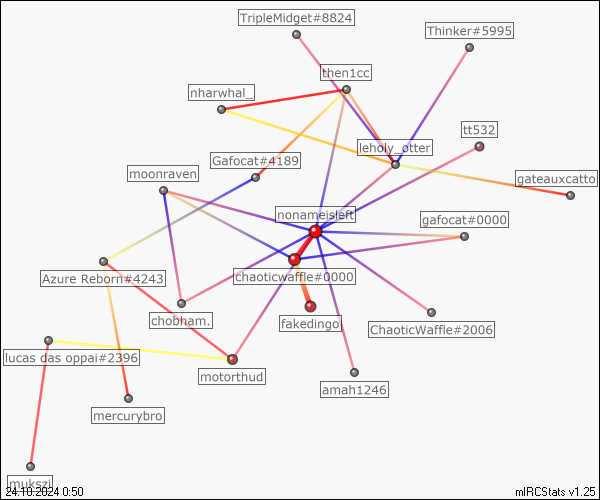 TripleMidget#8824
Thinker#5995
then1cc
nharwhal_
tt532
leholy_øtter
Gafocat#4189
moonraven
gateauxcatto
nonameisleft
gafocat#0000
chaoticwaffle#0000
Azure Reborn#4243
chobham.
fakedingo
ChaoticWaffle#2006
lucas das oppai#2396
motorthud
amah1246
mercurybro
mukszi
24.10.2024 0:50
mIRCStats v1.25